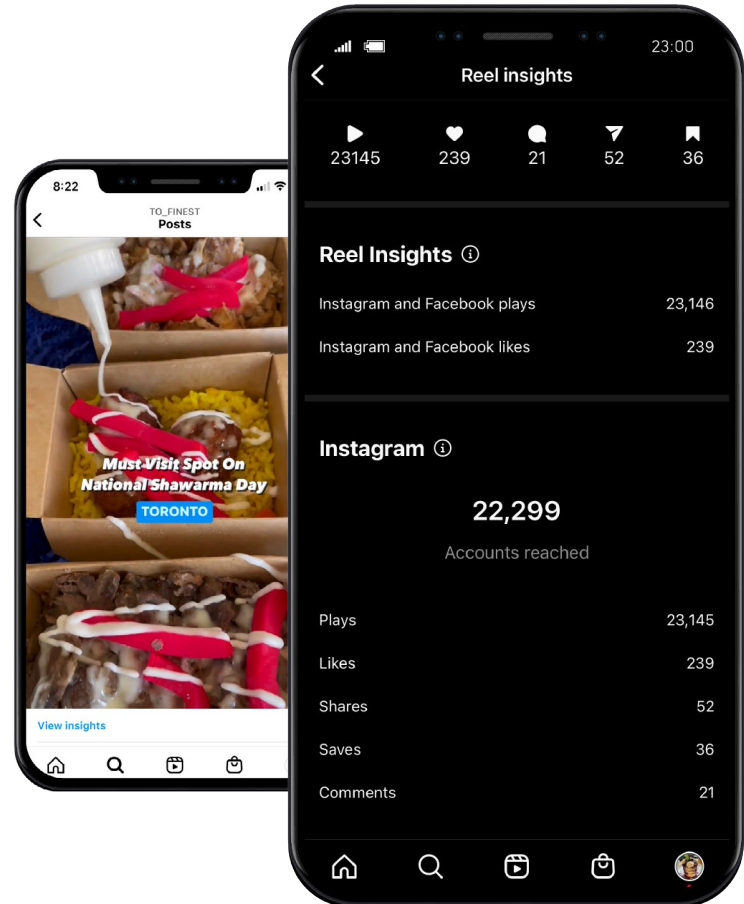 8:22
TO_FINEST
Posts
Must Visit Spot On
National Shawarma Day
TORONTO
View insights
23:00
Reel insights
23145 239 21 52 36
Reel Insights
Instagram and Facebook plays 23,146
Instagram and Facebook likes 239
Instagram
22,299
Accounts reached
Plays 23,145
Likes 239
Shares 52
Saves 36
Comments 21